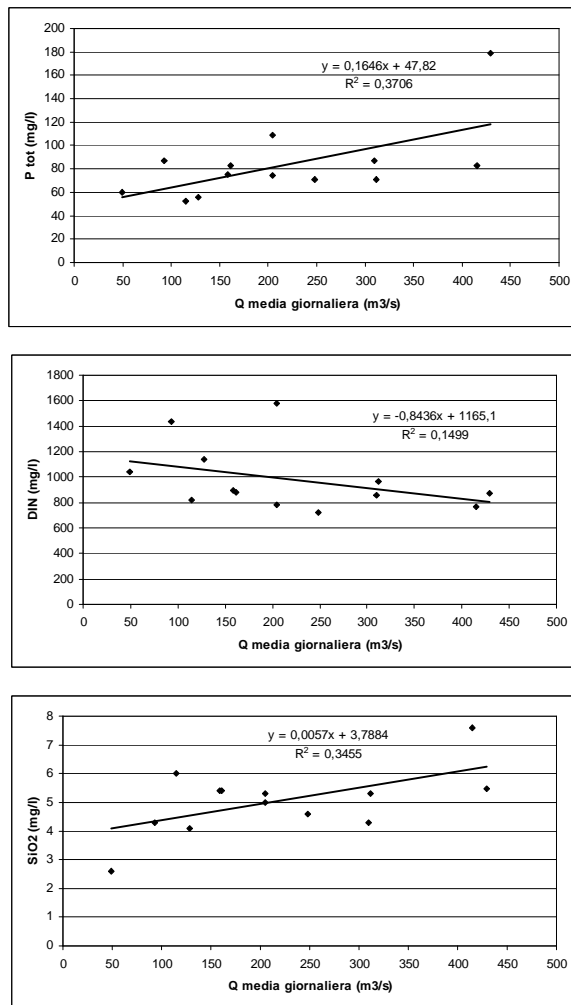 200
180
160
140
120
100
80
60
40
20
0
P tot (mg/l)
y = 0,1646x + 47,82
R² = 0,3706
0 50 100 150 200 250 300 350 400 450 500
Q media giornaliera (m3/s)
1800
1600
1400
1200
1000
800
600
400
200
0
DIN (mg/l)
y = -0,8436x + 1165,1
R² = 0,1499
0 50 100 150 200 250 300 350 400 450 500
Q media giornaliera (m3/s)
8
7
6
5
4
3
2
1
0
SiO2 (mg/l)
y = 0,0057x + 3,7884
R² = 0,3455
0 50 100 150 200 250 300 350 400 450 500
Q media giornaliera (m3/s)